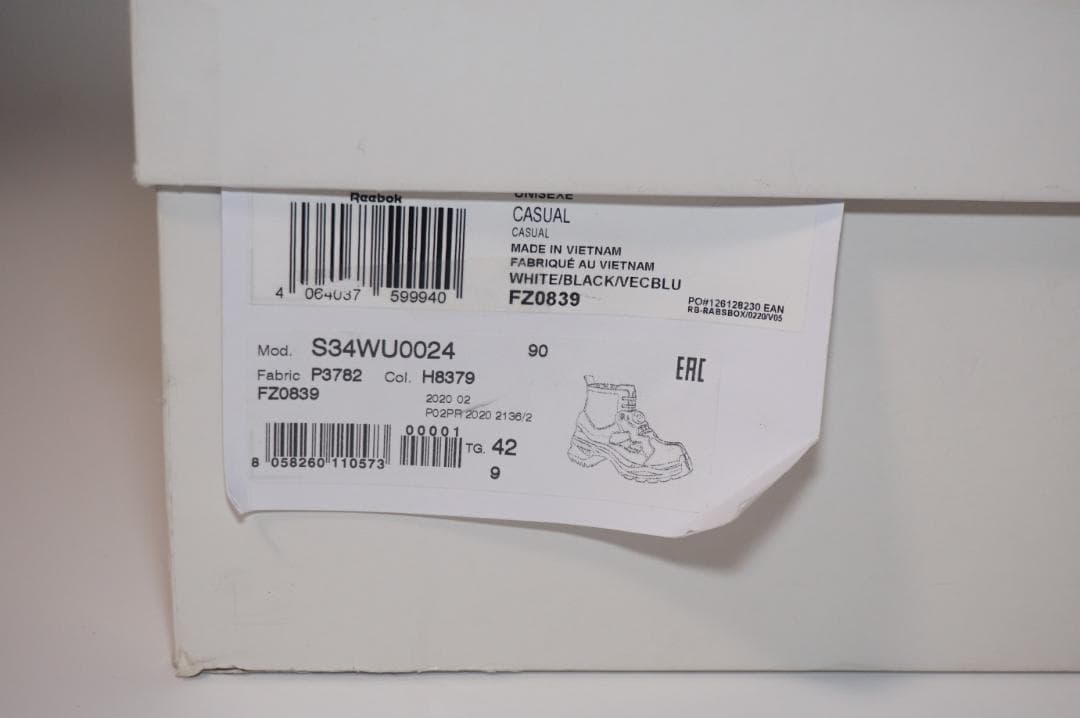 Reebok
UNISEXE
CASUAL
CASUAL
MADE IN VIETNAM
FABRIQUÉ AU VIETNAM
WHITE/BLACK/VECBLU
FZ0839
4 064037 599940
PO#126128230 EAN
RB-RABSBOX/0220/V05
Mod. S34WU0024 90
EAC
Fabric P3782 Col. H8379
FZ0839
2020 02
P02PR 2020 2136/2
00001
8 058260 110573
TG. 42
9